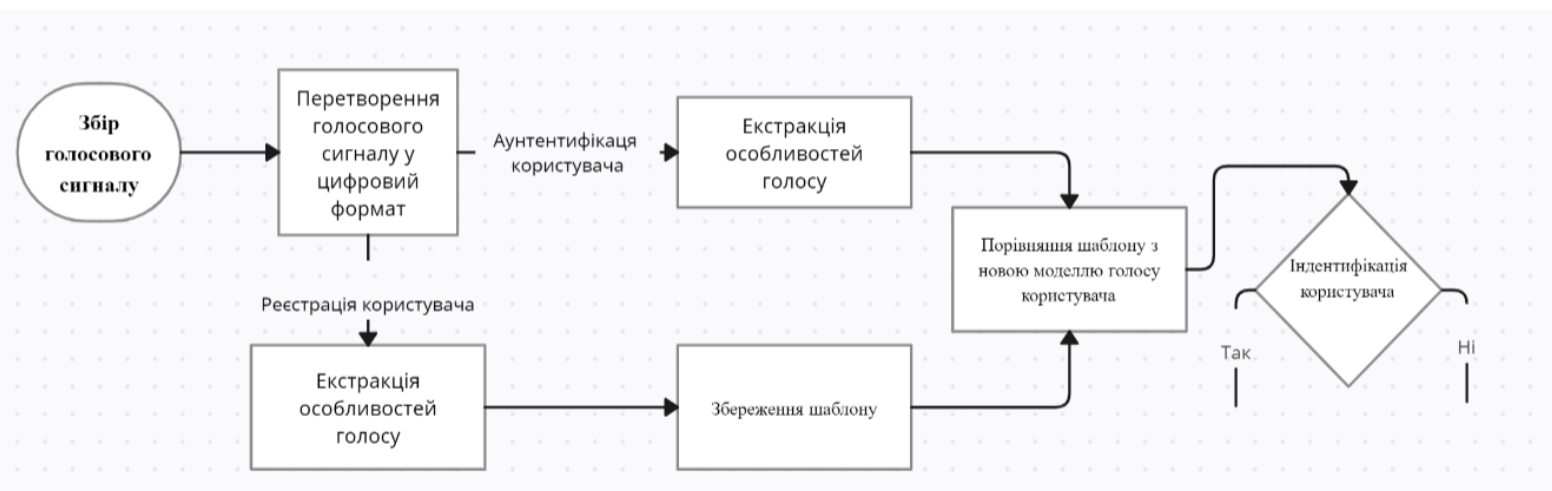 Збір
голосового
сигналу
Перетворення
голосового
сигналу у
цифровий
формат
Аунтентифікаця
користувача
Екстракція
особливостей
голосу
Порівняння шаблону з
новою моделлю голосу
користувача
Індентифікація
користувача
Так
Ні
Реєстрація користувача
Екстракція
особливостей
голосу
Збереження шаблону